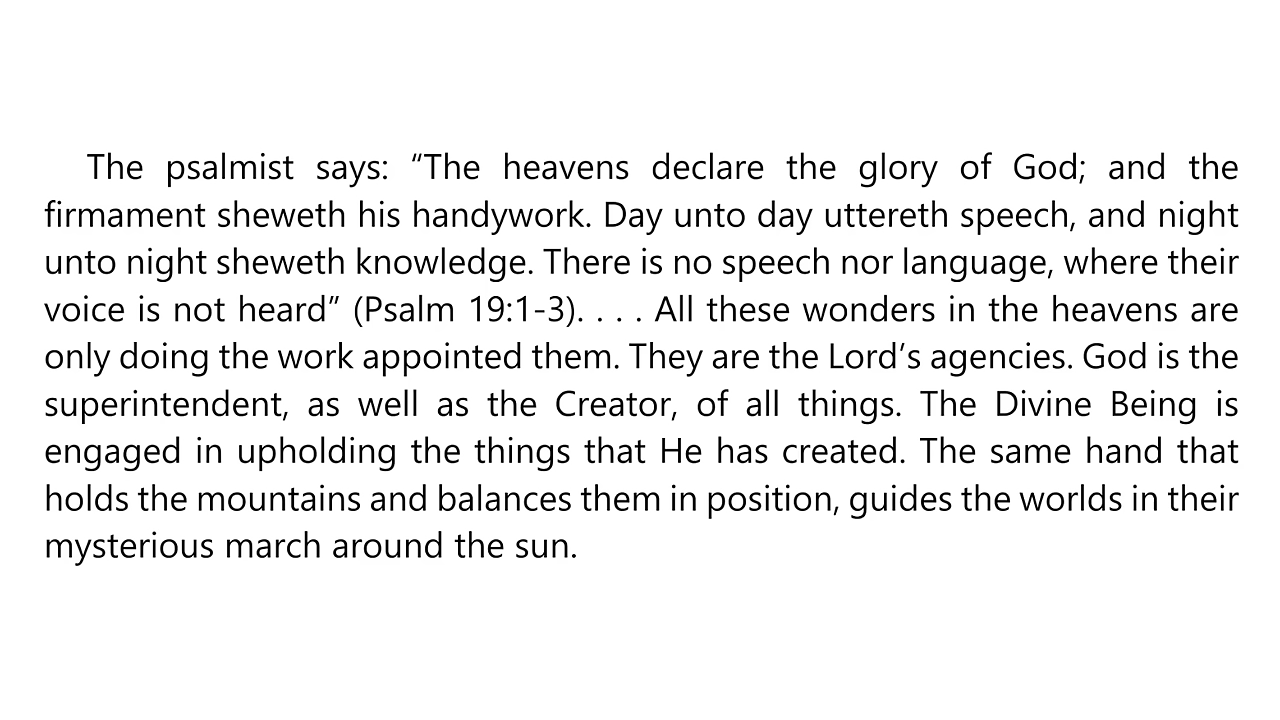 The psalmist says: “The heavens declare the glory of God; and the
firmament sheweth his handywork. Day unto day uttereth speech, and night
unto night sheweth knowledge. There is no speech nor language, where their
voice is not heard” (Psalm 19:1-3). . . . All these wonders in the heavens are
only doing the work appointed them. They are the Lord’s agencies. God is the
superintendent, as well as the Creator, of all things. The Divine Being is
engaged in upholding the things that He has created. The same hand that
holds the mountains and balances them in position, guides the worlds in their
mysterious march around the sun.